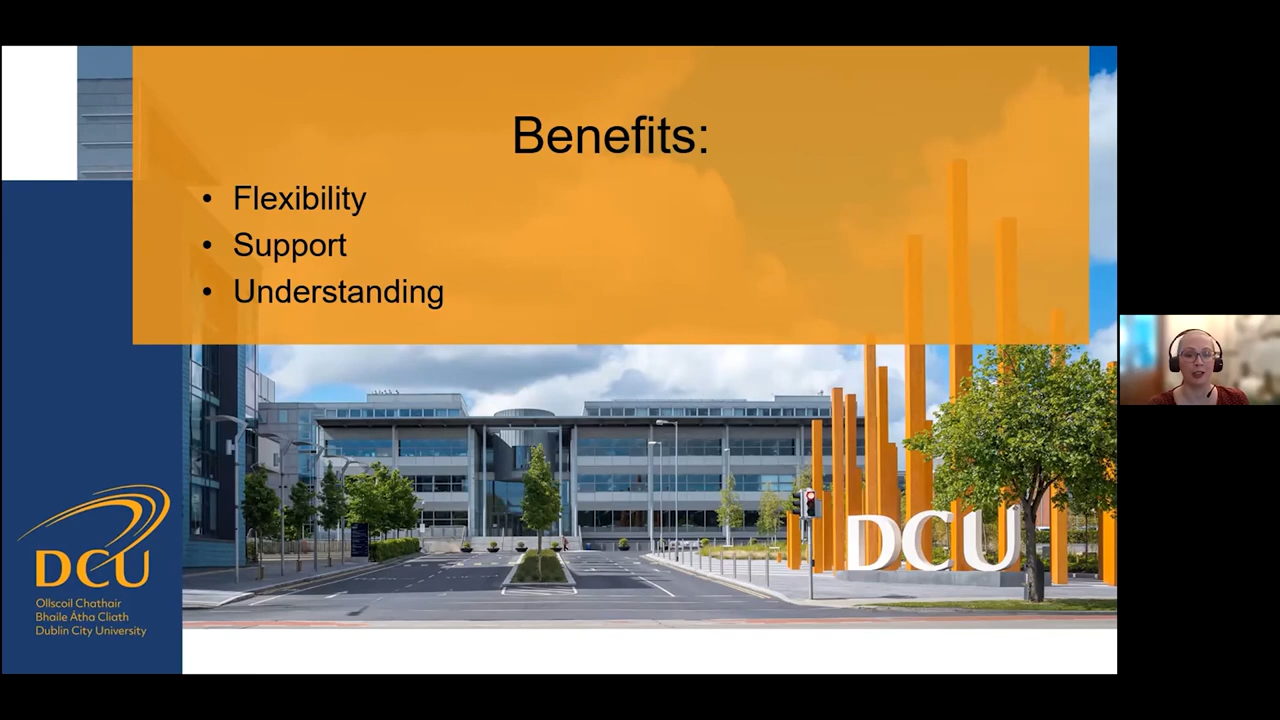 Benefits:
• Flexibility
• Support
• Understanding
DCU
DCU
Ollscoil Chathair
Bhaile Átha Cliath
Dublin City University